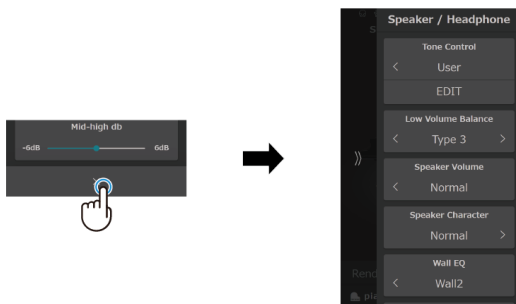 Mid-high db
-6dB 6dB
Speaker / Headphone
Tone Control
User
EDIT
Low Volume Balance
Type 3
Speaker Volume
Normal
Speaker Character
Normal
Wall EQ
Wall2
Rend